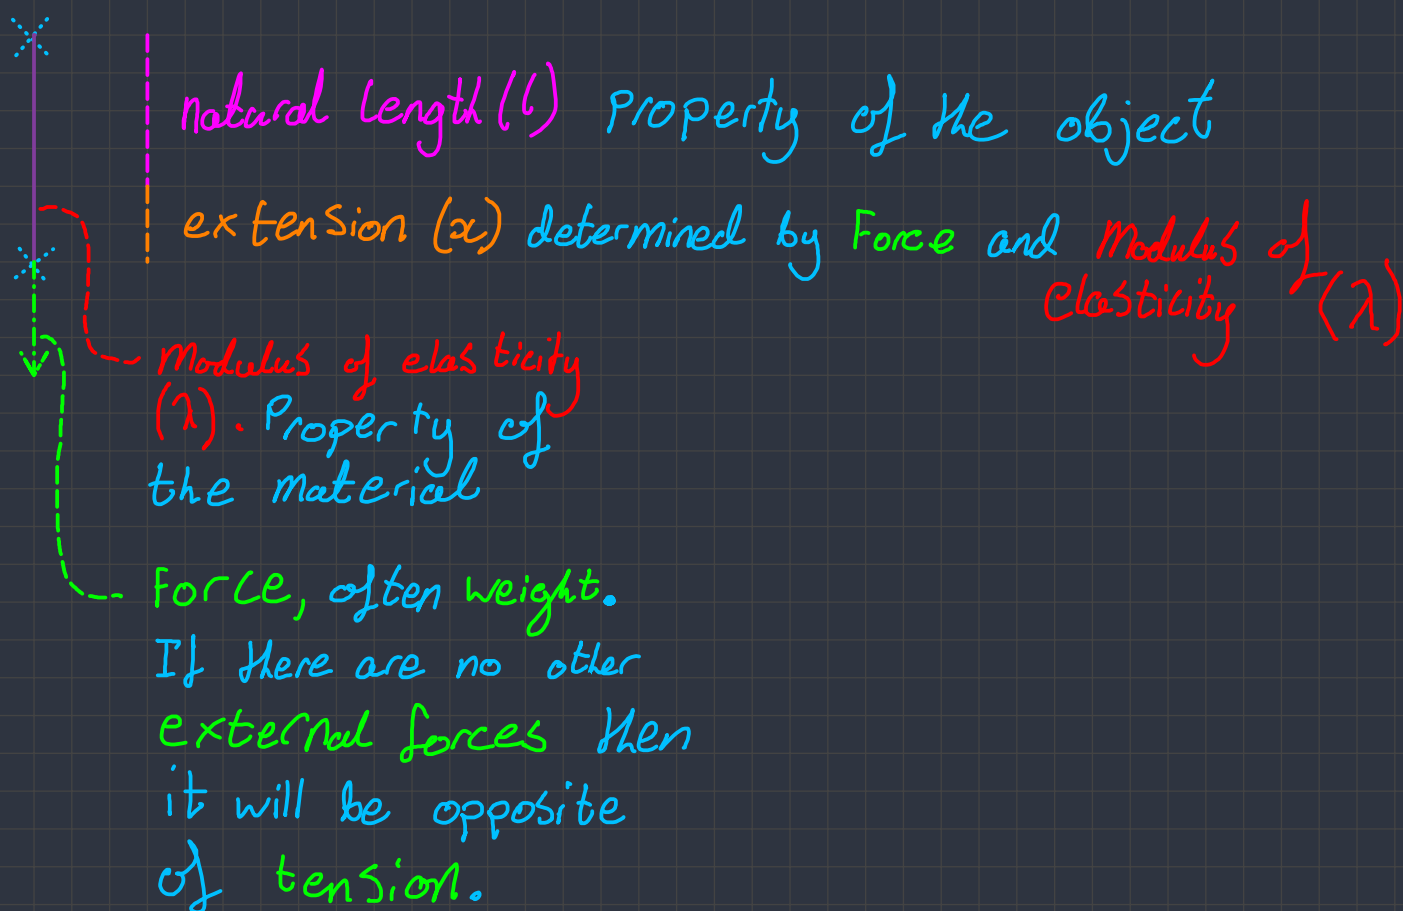 natural length (l) Property of the object
extension (x) determined by Force and Modulus of
elasticity (λ)
Modulus of elasticity
(λ). Property of
the material
Force, often weight.
If there are no other
external forces then
it will be opposite
of tension.